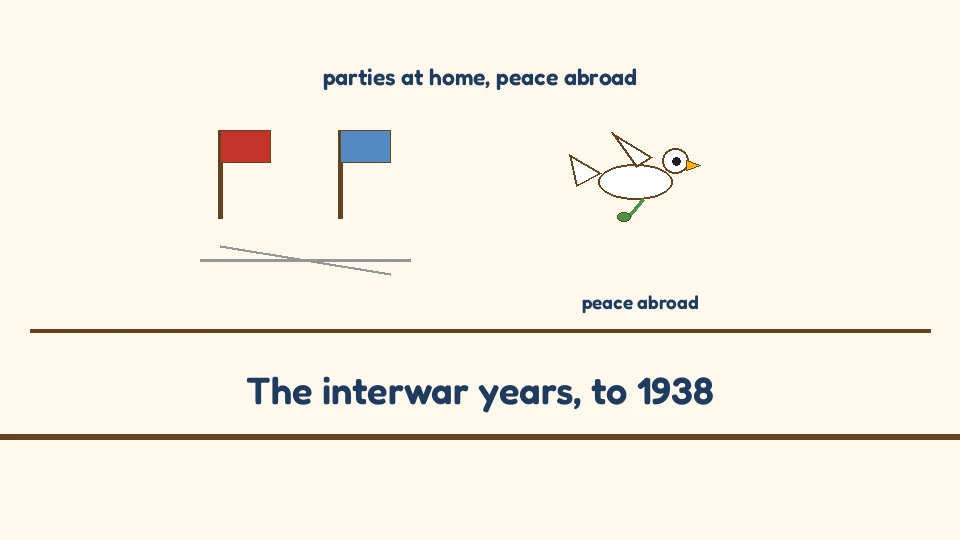 parties at home, peace abroad
peace abroad
The interwar years, to 1938